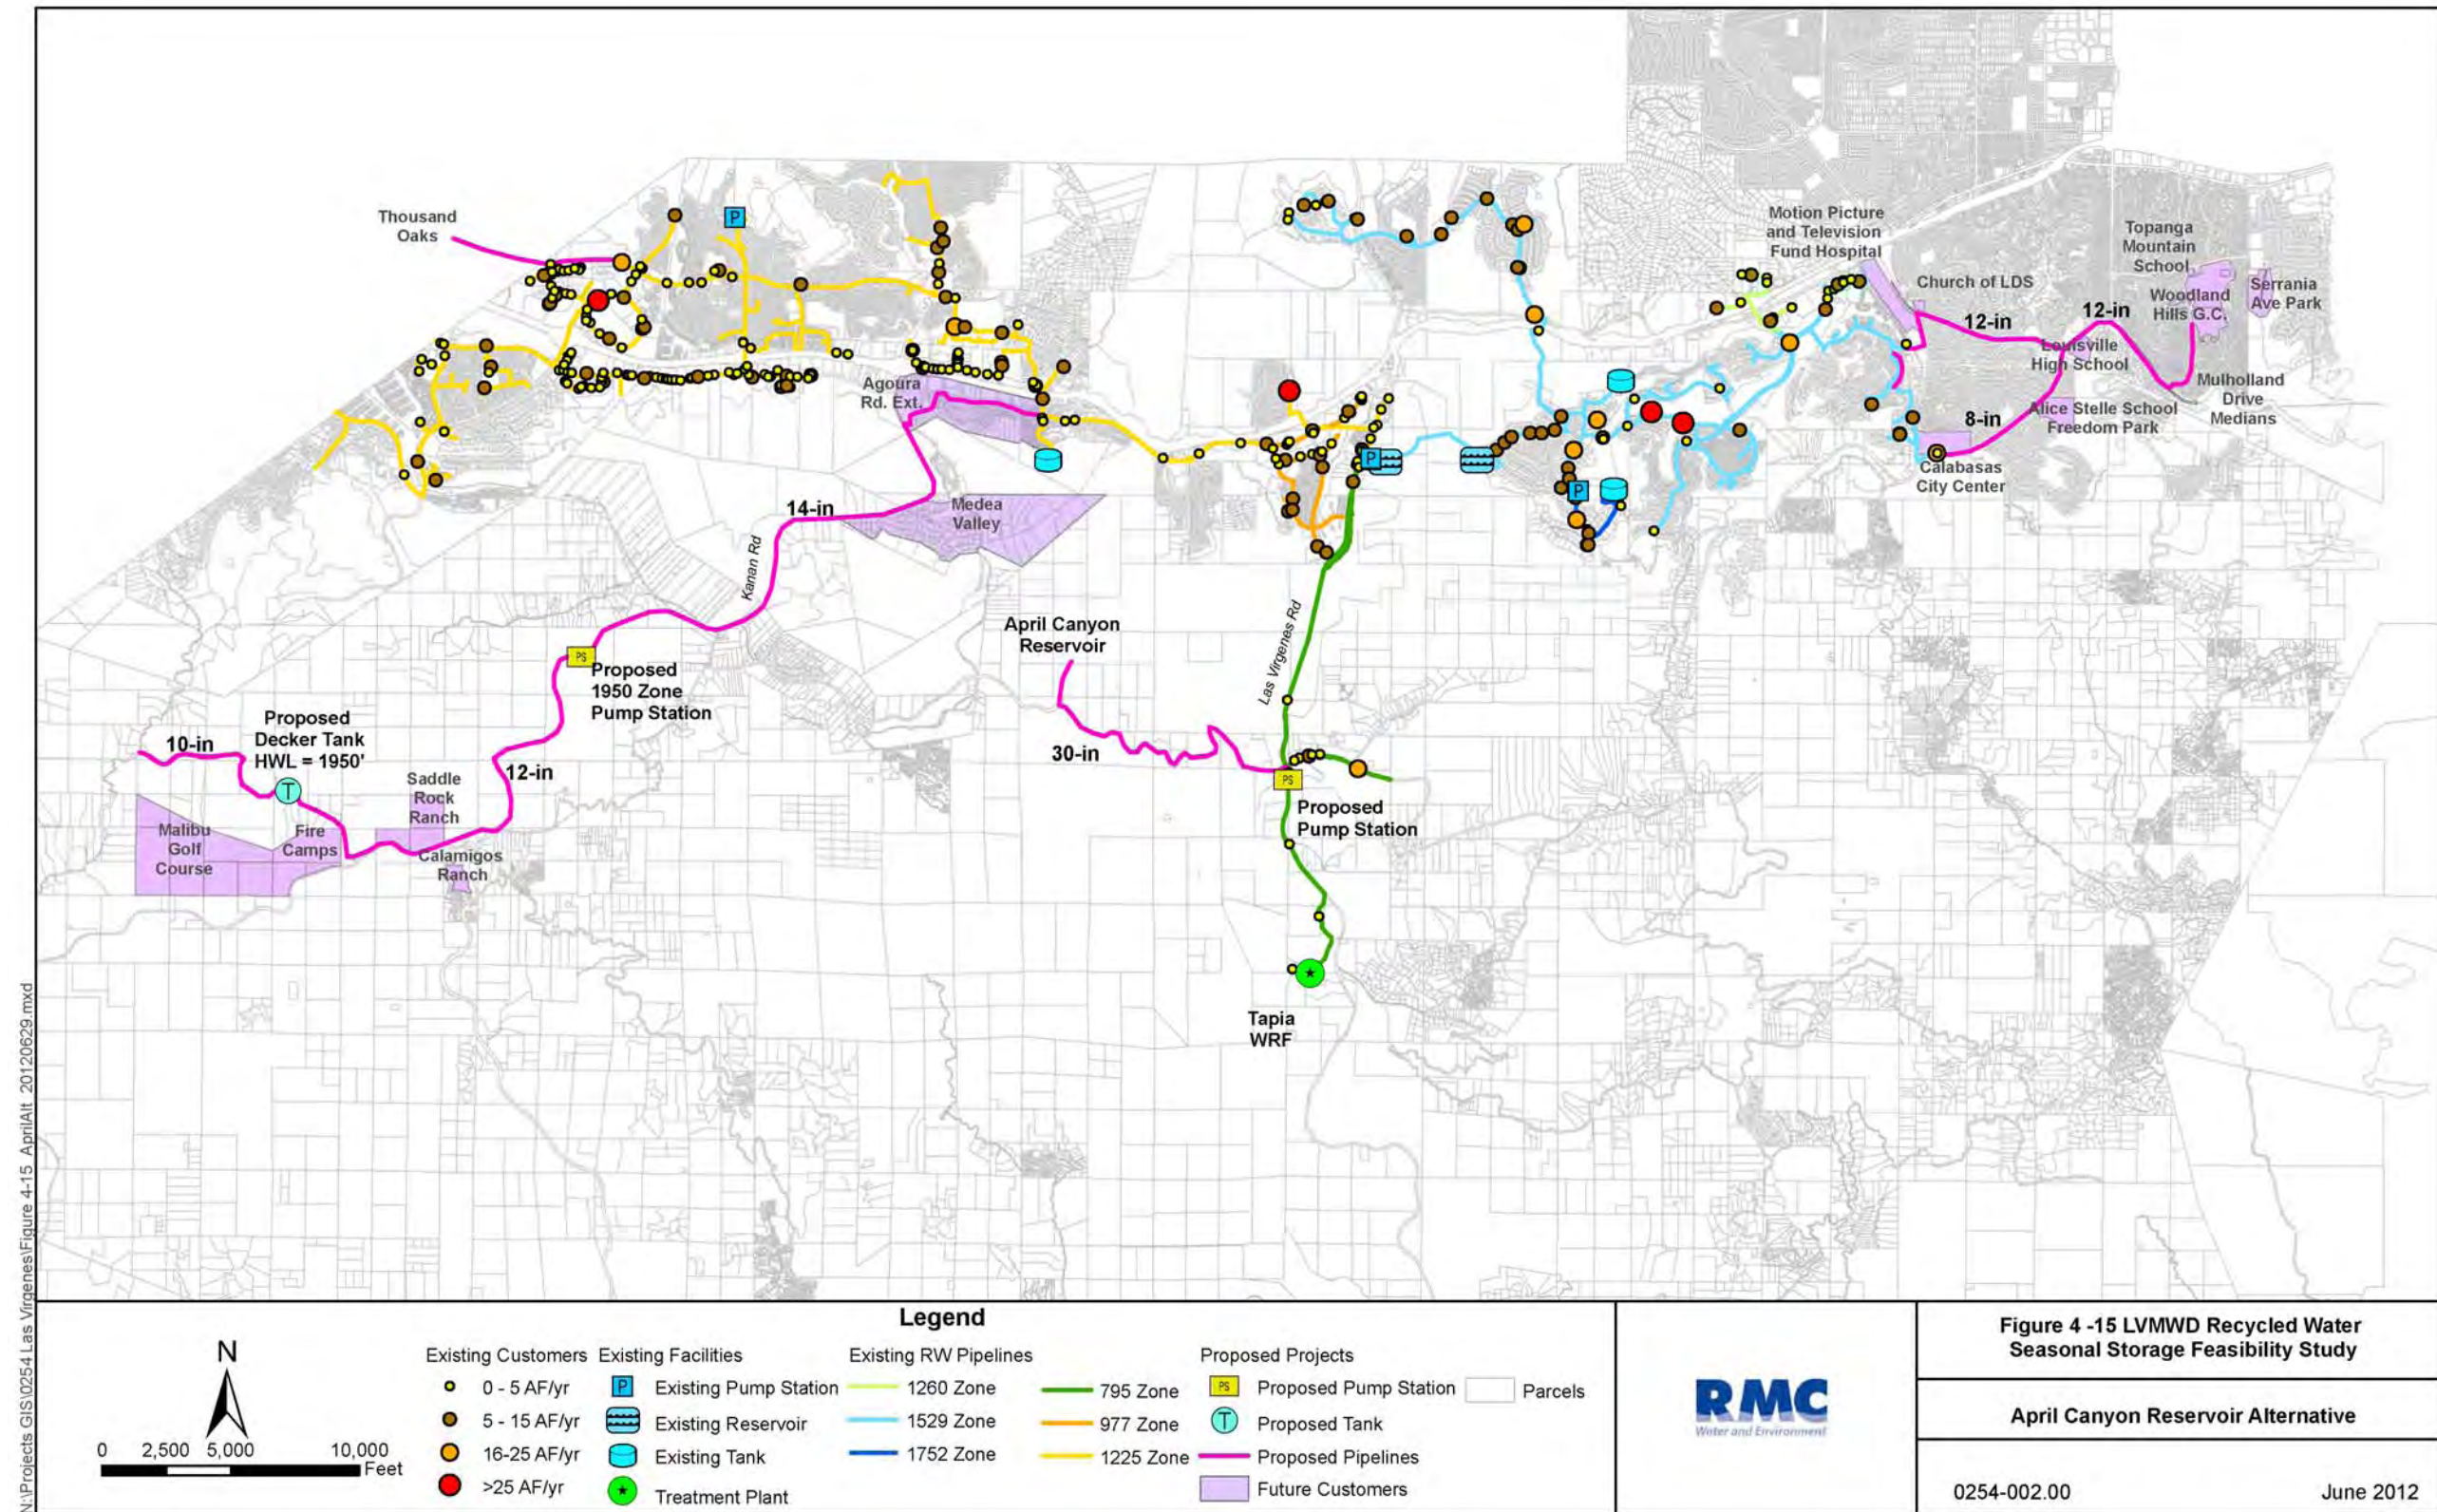 Thousand
Oaks
Motion Picture
and Television
Fund Hospital
Topanga
Mountain
School
Church of LDS
Serrania
Ave Park
Woodland
Hills G.C.
12-in
12-in
Louisville
High School
Mulholland
Drive
Medians
Alice Stelle School
Freedom Park
8-in
Calabasas
City Center
Agoura
Rd. Ext.
Medea
Valley
14-in
Kanan Rd
April Canyon
Reservoir
Las Virgenes Rd
Proposed
1950 Zone
Pump Station
PS
Proposed
Decker Tank
HWL = 1950'
10-in
12-in
30-in
T
Saddle
Rock
Ranch
Malibu
Golf
Course
Fire
Camps
Calamigos
Ranch
PS
Proposed
Pump Station
Tapia
WRF
P
P
P
N:\Projects GIS\0254 Las Virgenes\Figure 4-15_AprilAlt_20120629.mxd
Legend
N
0 2,500 5,000 10,000
Feet
Existing Customers
0 - 5 AF/yr
5 - 15 AF/yr
16-25 AF/yr
>25 AF/yr
Existing Facilities
P Existing Pump Station
Existing Reservoir
Existing Tank
Treatment Plant
Existing RW Pipelines
1260 Zone
1529 Zone
1752 Zone
795 Zone
977 Zone
1225 Zone
Proposed Projects
PS Proposed Pump Station
T Proposed Tank
Proposed Pipelines
Future Customers
Parcels
RMC
Water and Environment
Figure 4 -15 LVMWD Recycled Water
Seasonal Storage Feasibility Study
April Canyon Reservoir Alternative
0254-002.00 June 2012